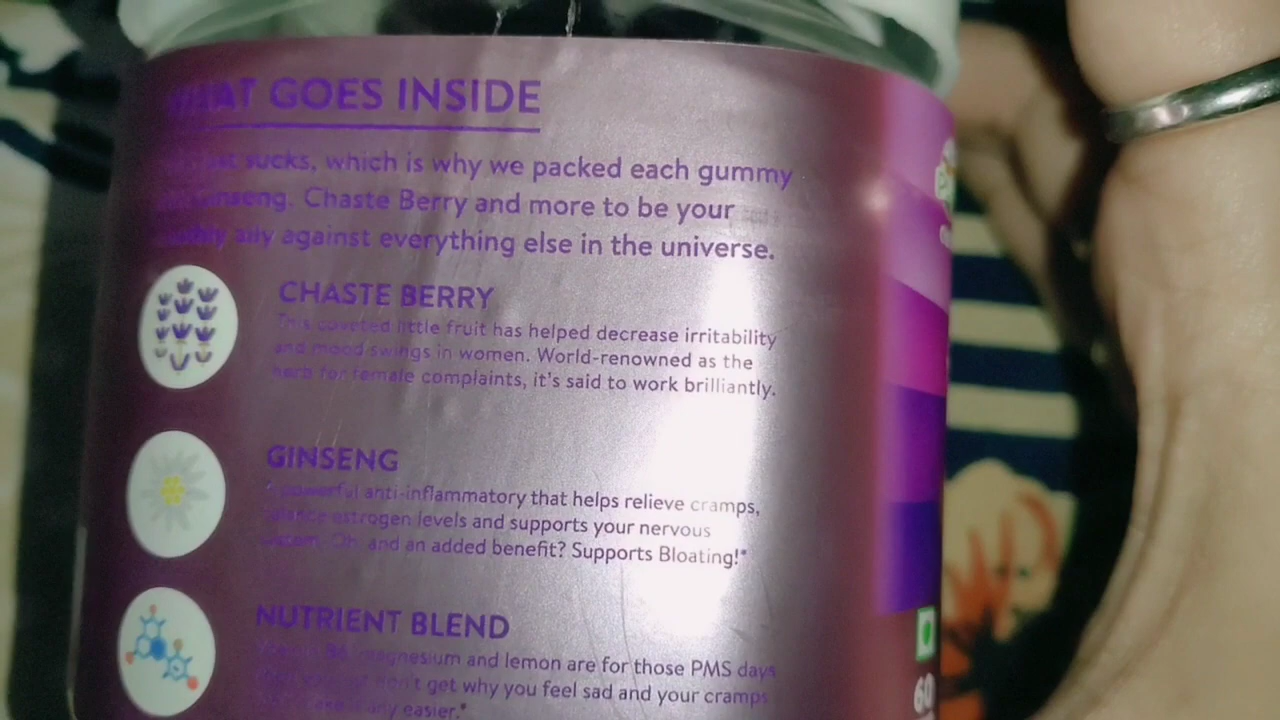 WHAT GOES INSIDE
sucks, which is why we packed each gummy
Ginseng, Chaste Berry and more to be your
ally against everything else in the universe.
CHASTE BERRY
This coveted little fruit has helped decrease irritability
and mood swings in women. World-renowned as the
herb for female complaints, it's said to work brilliantly.
GINSENG
powerful anti-inflammatory that helps relieve cramps,
balance estrogen levels and supports your nervous
system. Oh, and an added benefit? Supports Bloating!*
NUTRIENT BLEND
Vitamin B6, magnesium and lemon are for those PMS days
don't get why you feel sad and your cramps
any easier.*
60